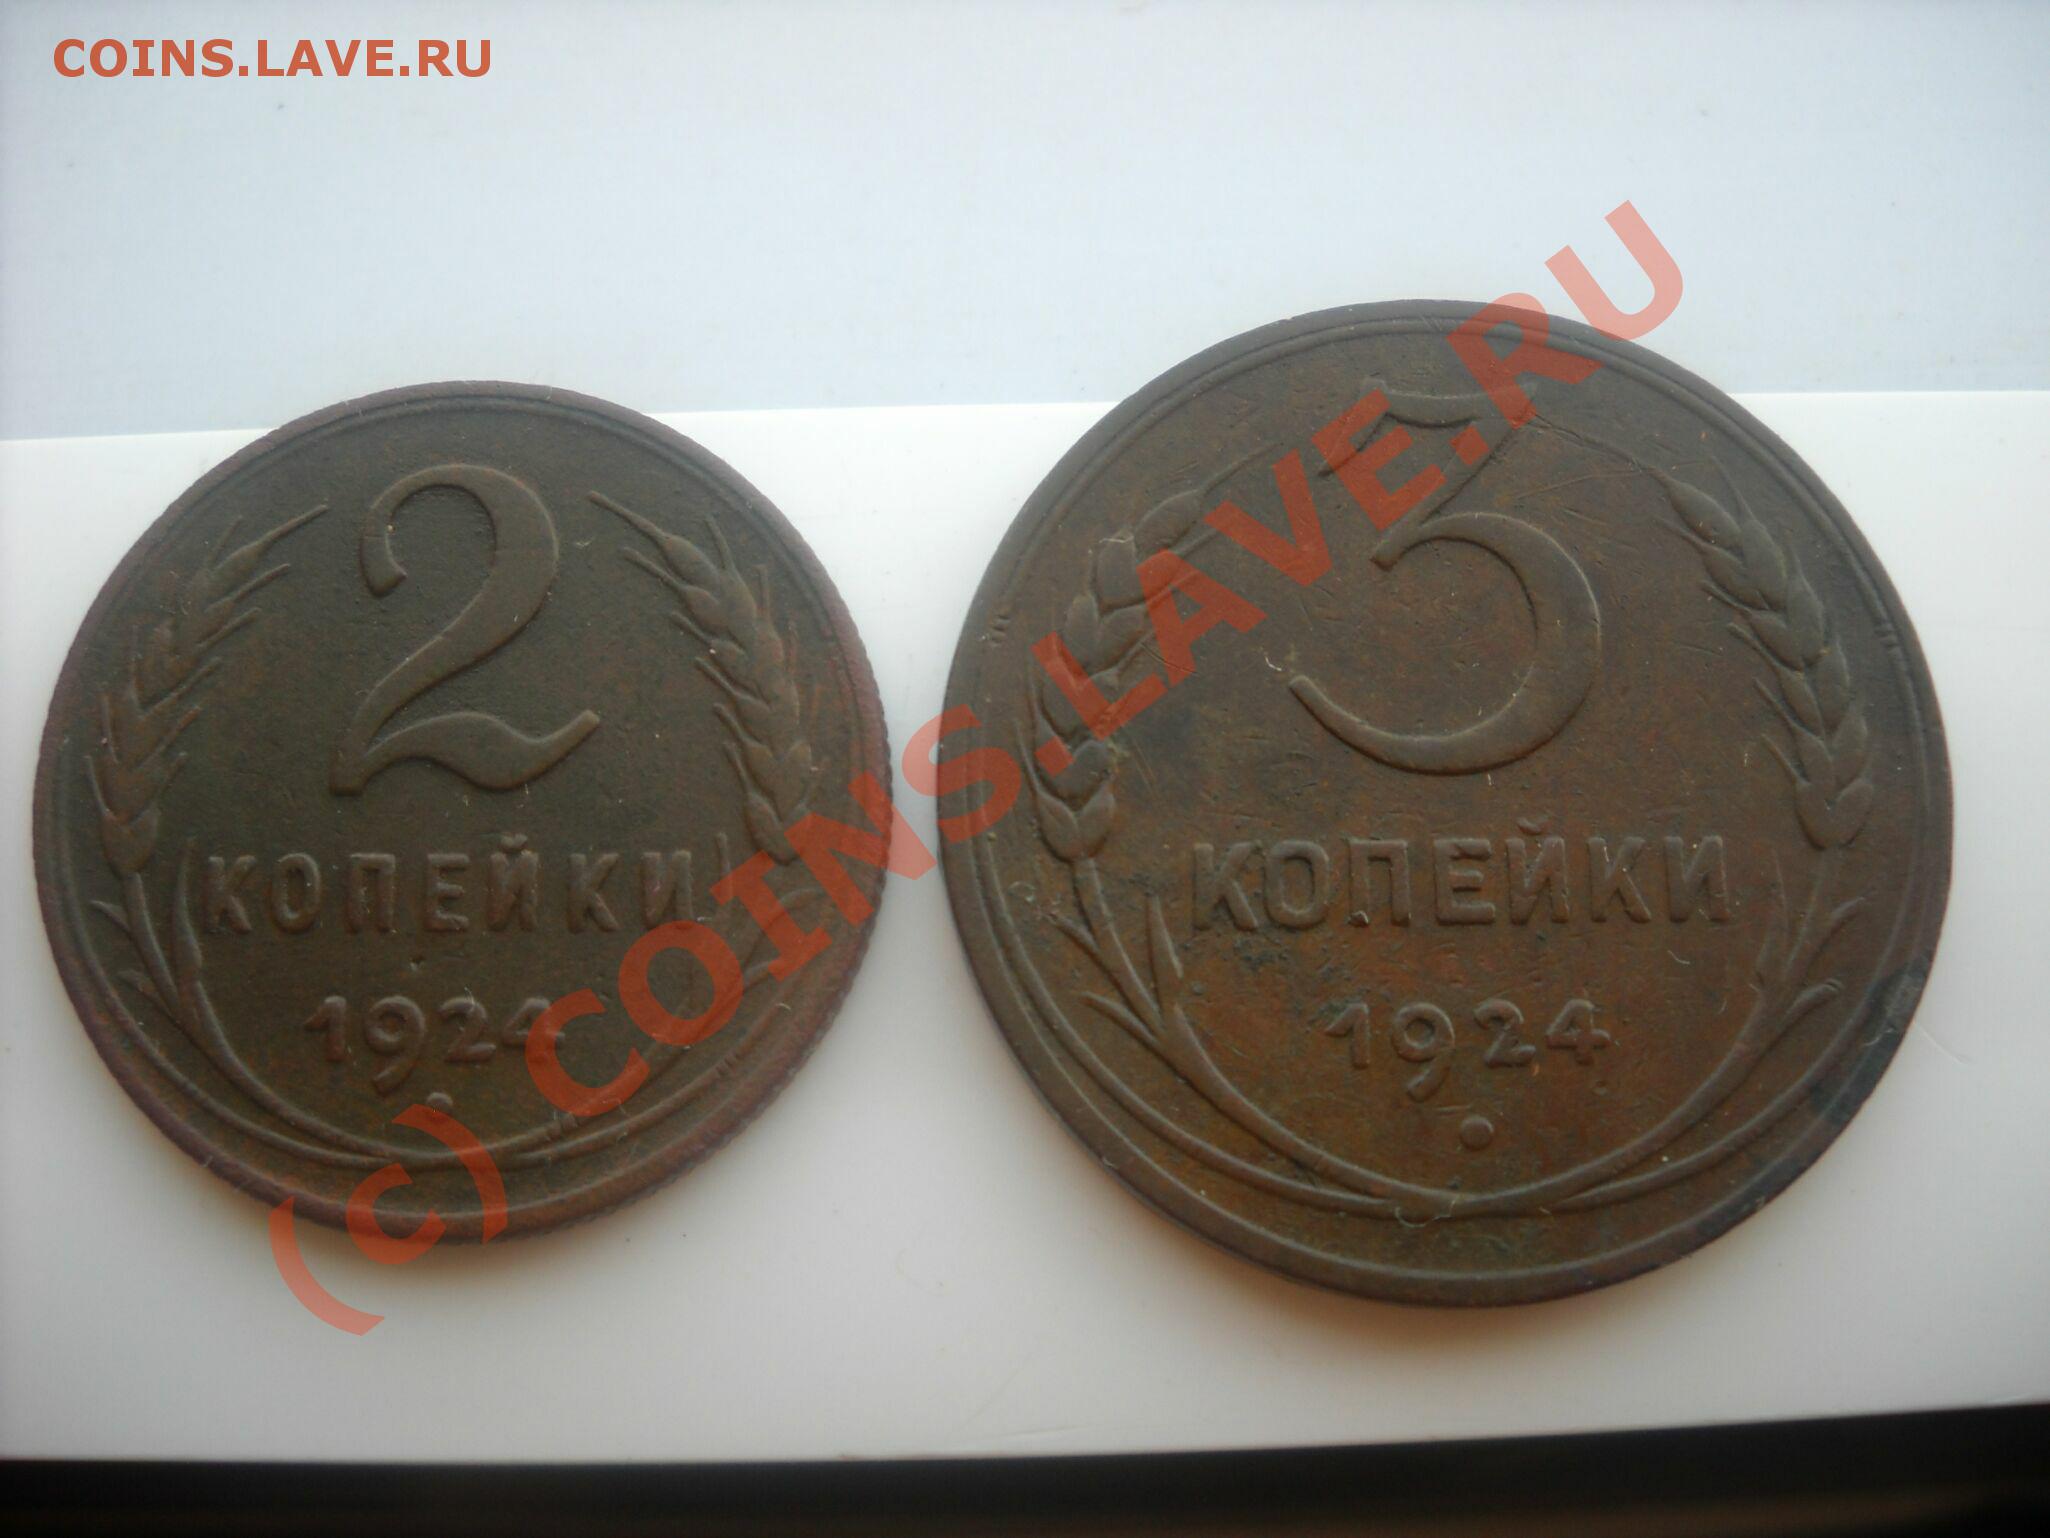 COINS.LAVE.RU
2
КОПЕЙКИ
1924
3
КОПЕЙКИ
1924
(c) COINS.LAVE.RU